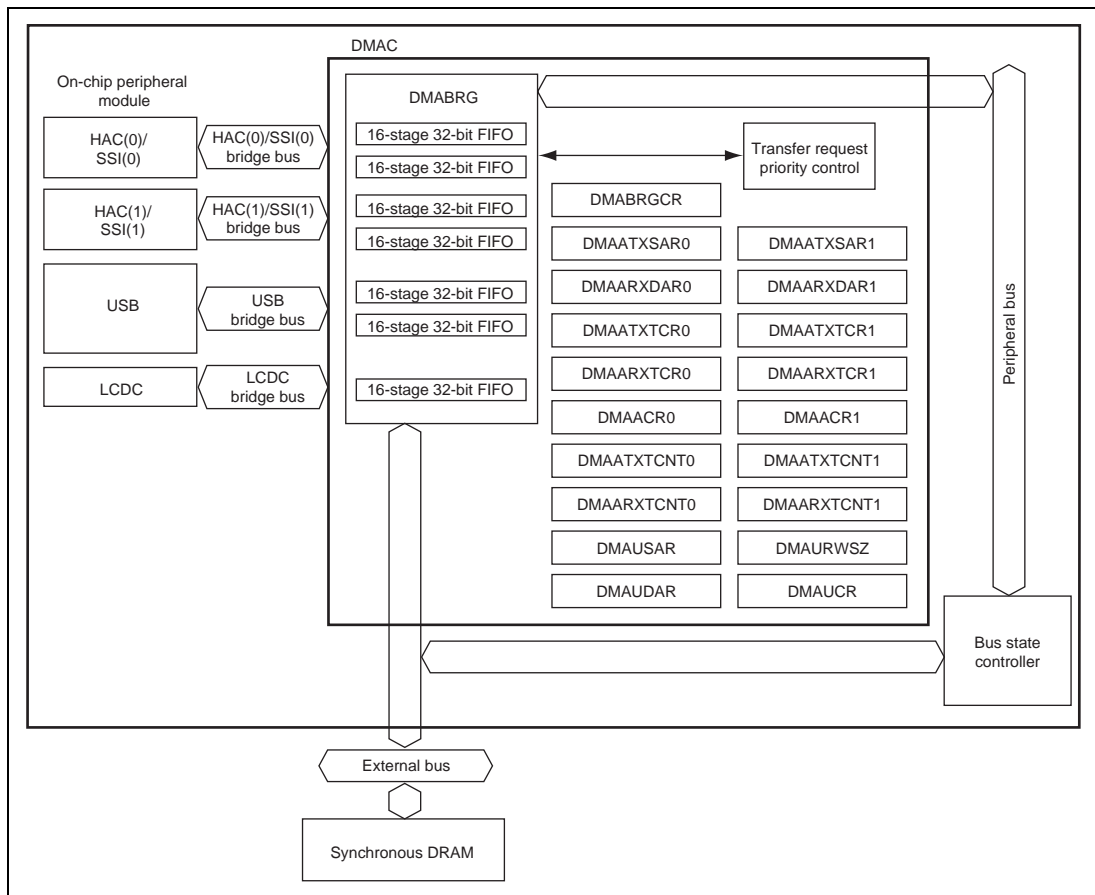 DMAC
On-chip peripheral
module
DMABRG
HAC(0)/
SSI(0)
HAC(0)/SSI(0)
bridge bus
16-stage 32-bit FIFO
16-stage 32-bit FIFO
Transfer request
priority control
HAC(1)/
SSI(1)
HAC(1)/SSI(1)
bridge bus
16-stage 32-bit FIFO
16-stage 32-bit FIFO
USB
USB
bridge bus
16-stage 32-bit FIFO
16-stage 32-bit FIFO
LCDC
LCDC
bridge bus
16-stage 32-bit FIFO
DMABRGCR
DMAATXSAR0
DMAATXSAR1
DMAARXDAR0
DMAARXDAR1
DMAATXTCR0
DMAATXTCR1
DMAARXTCR0
DMAARXTCR1
DMAACR0
DMAACR1
DMAATXTCNT0
DMAATXTCNT1
DMAARXTCNT0
DMAARXTCNT1
DMAUSAR
DMAURWSZ
DMAUDAR
DMAUCR
Peripheral bus
Bus state
controller
External bus
Synchronous DRAM